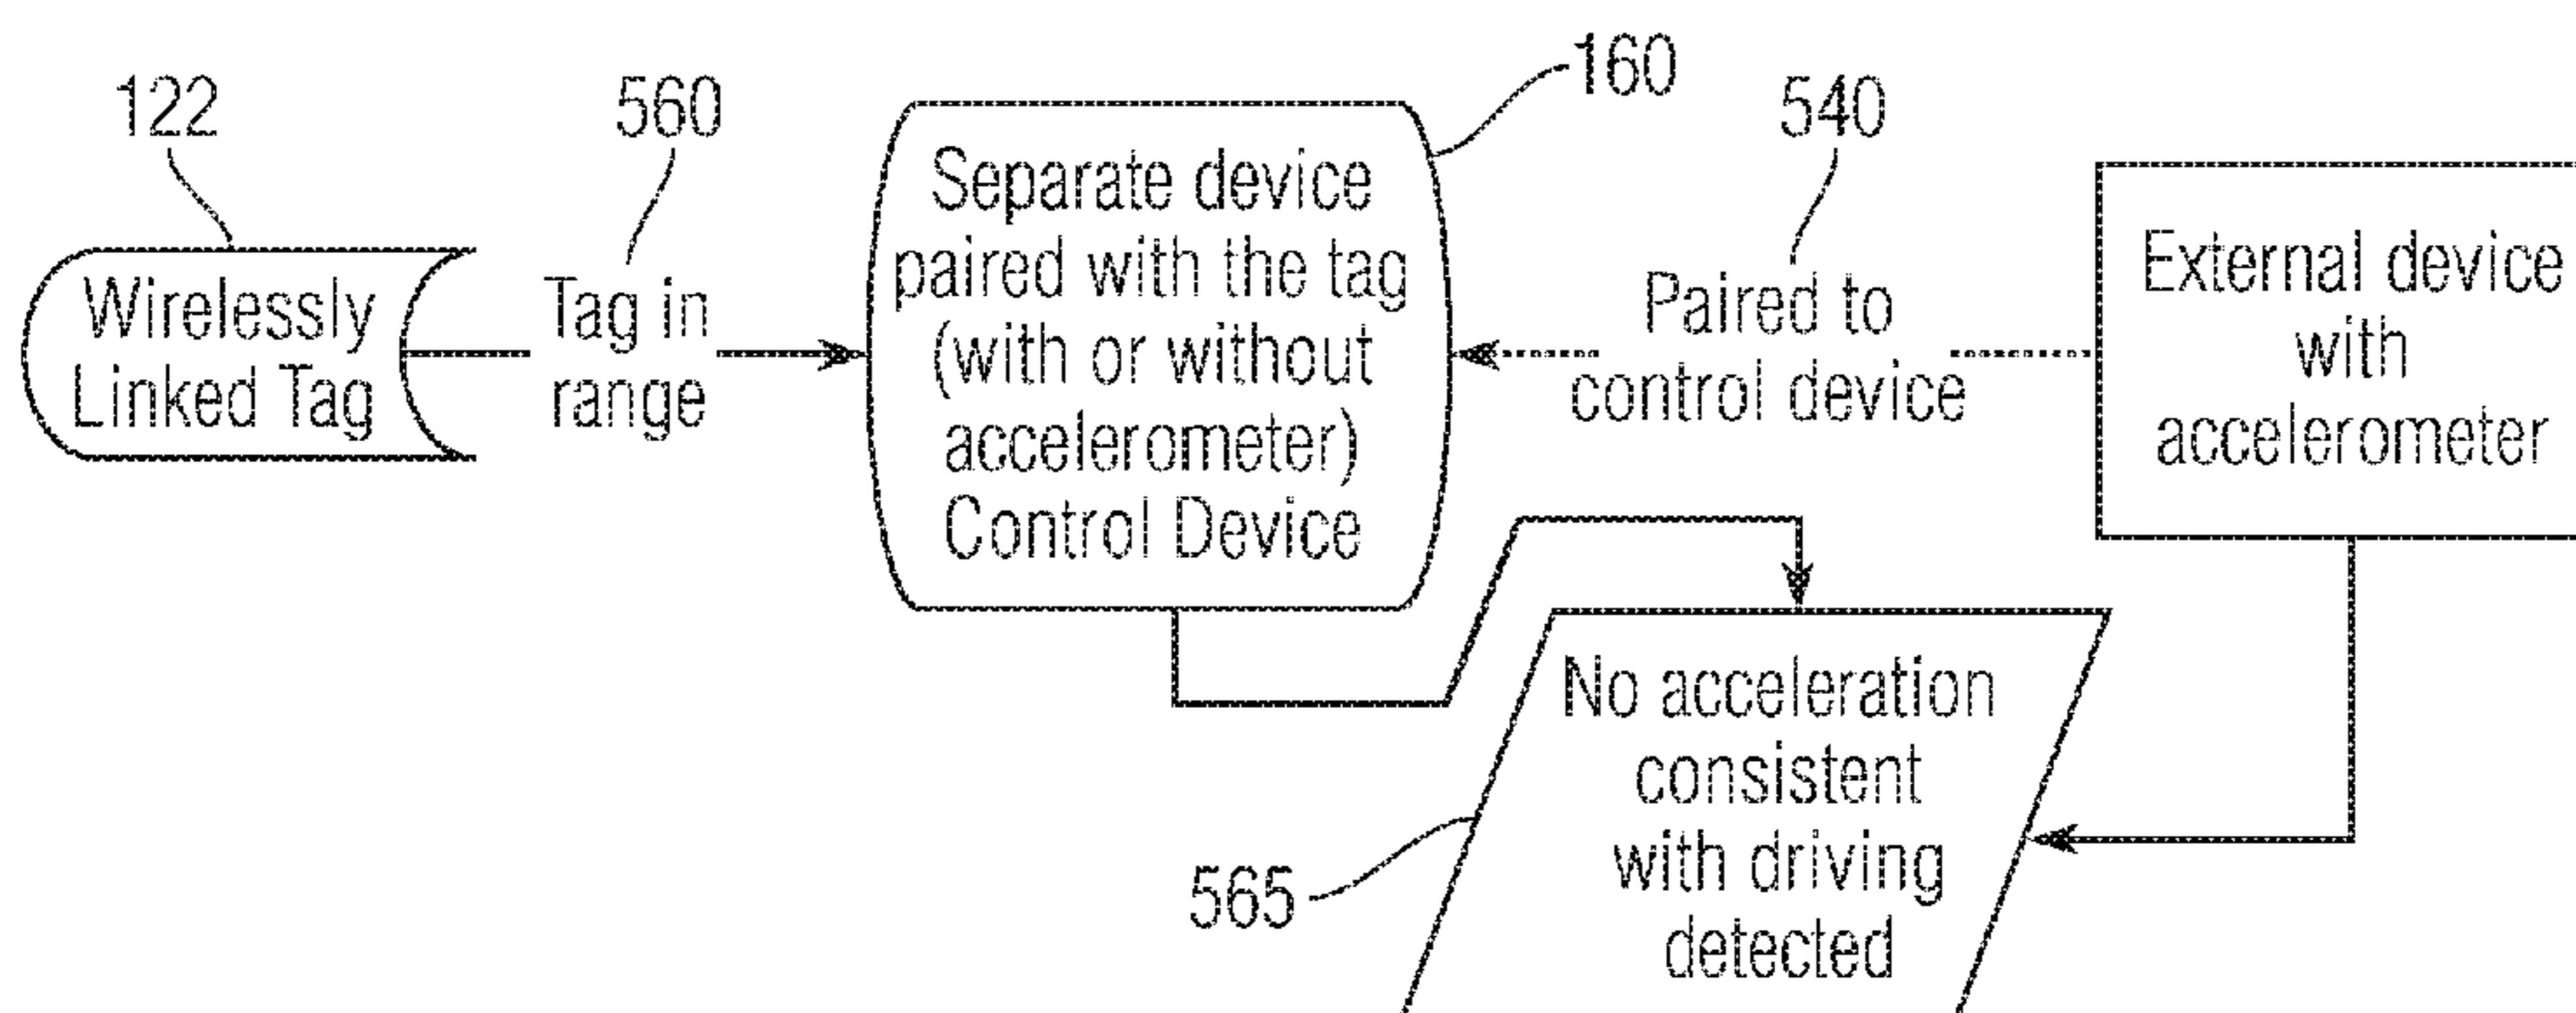 122
560
160
540
Wirelessly
Linked Tag
Tag in
range
Separate device
paired with the tag
(with or without
accelerometer)
Control Device
Paired to
control device
External device
with
accelerometer
No acceleration
consistent
with driving
detected
565